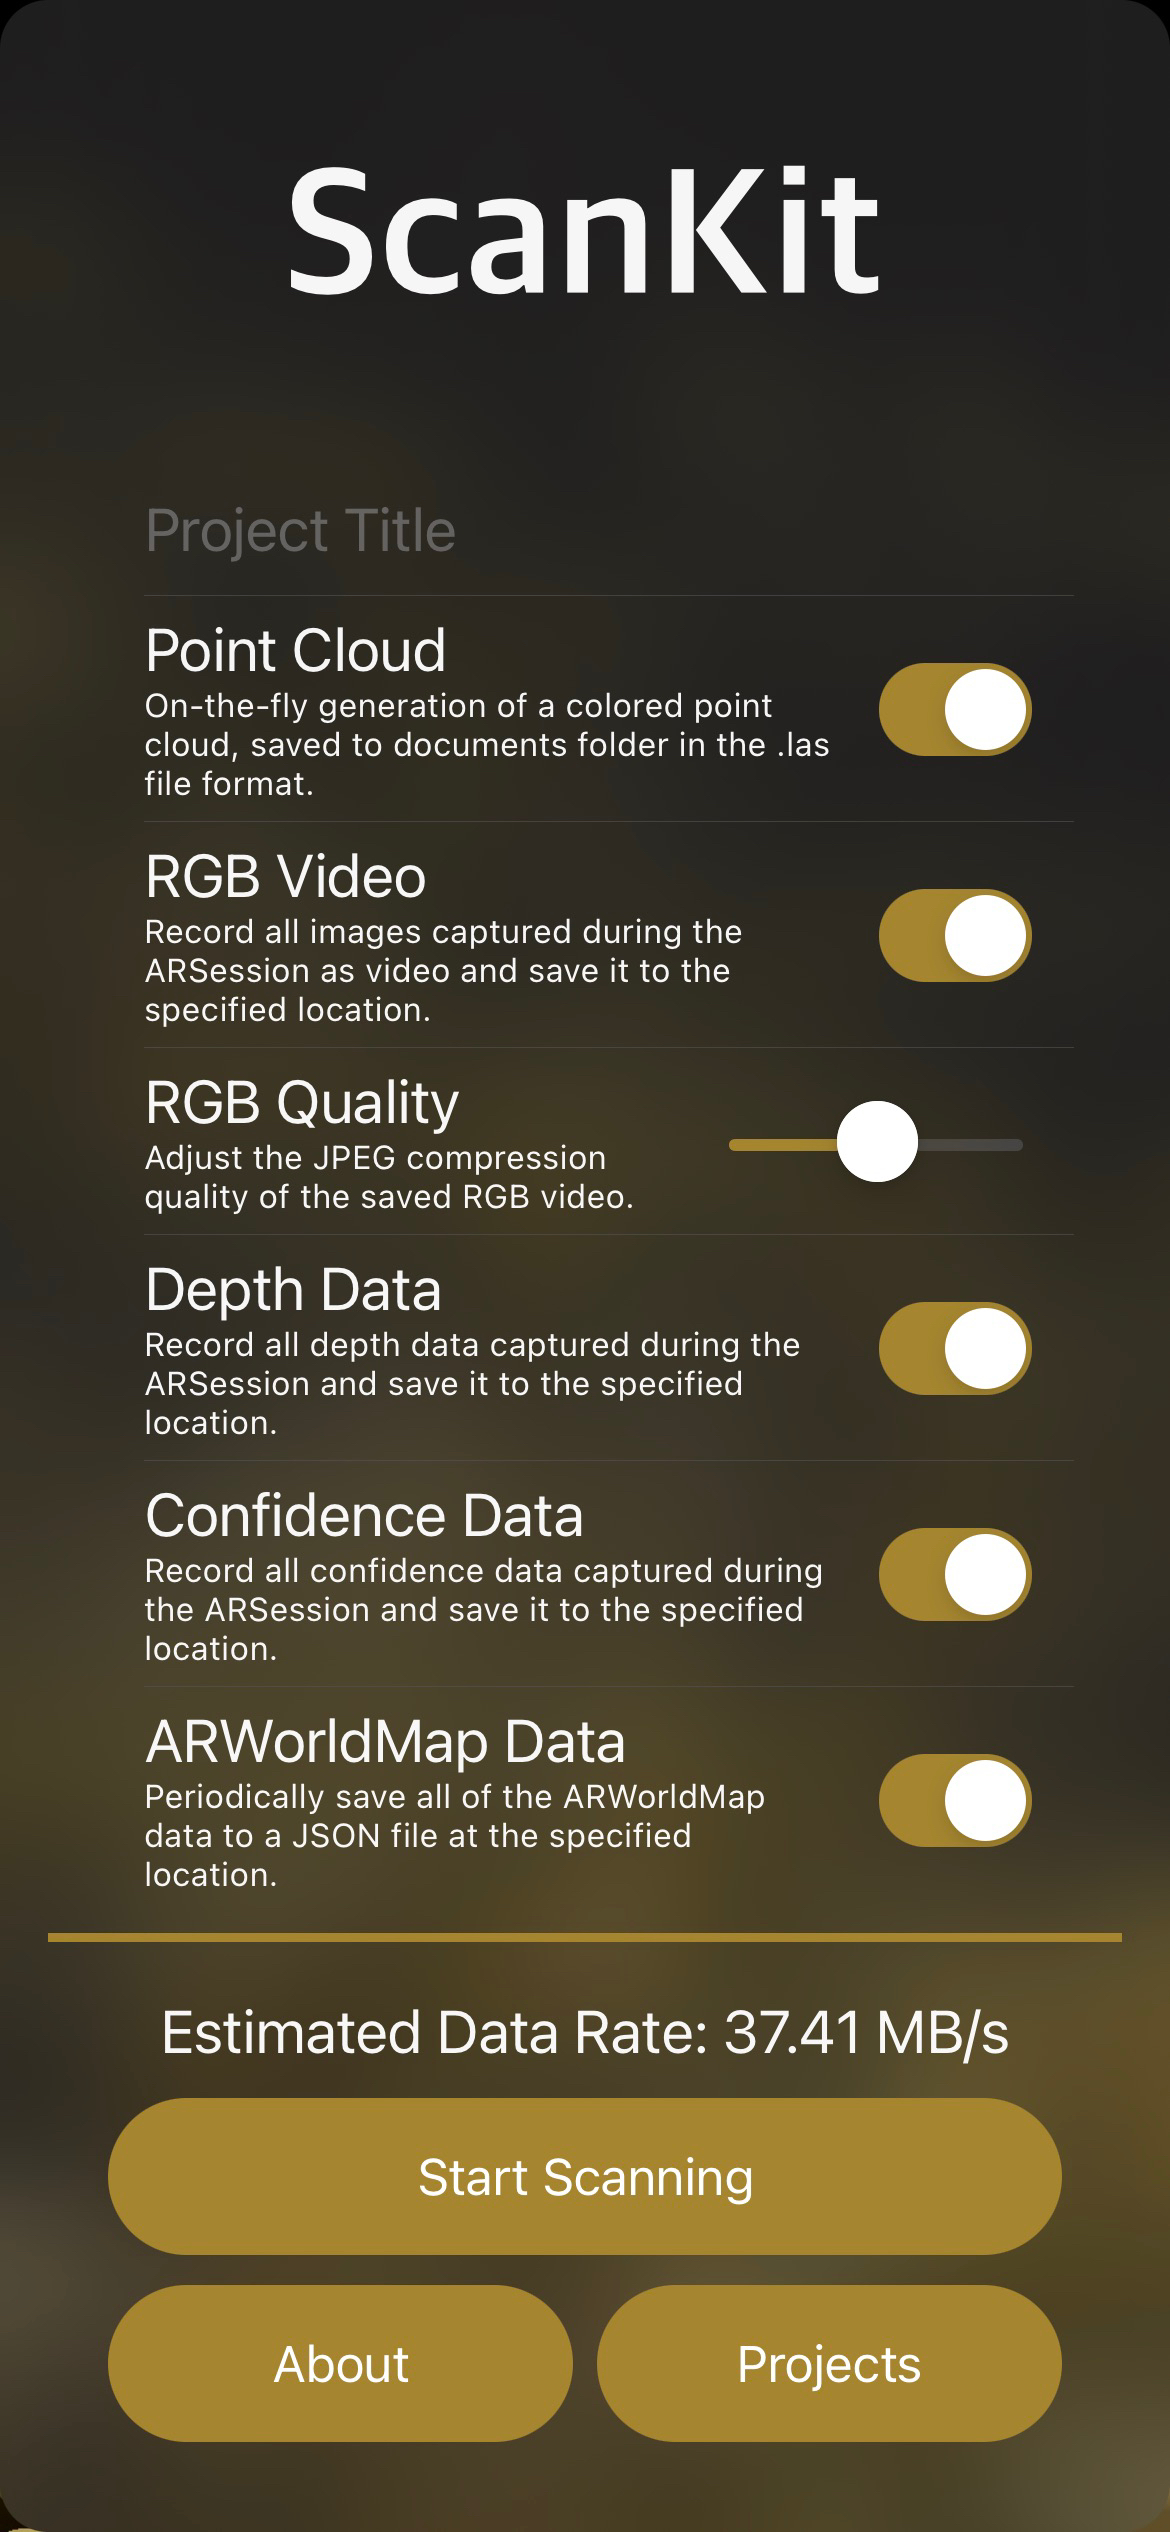 ScanKit
Project Title
Point Cloud
On-the-fly generation of a colored point
cloud, saved to documents folder in the .las
file format.
RGB Video
Record all images captured during the
ARSession as video and save it to the
specified location.
RGB Quality
Adjust the JPEG compression
quality of the saved RGB video.
Depth Data
Record all depth data captured during the
ARSession and save it to the specified
location.
Confidence Data
Record all confidence data captured during
the ARSession and save it to the specified
location.
ARWorldMap Data
Periodically save all of the ARWorldMap
data to a JSON file at the specified
location.
Estimated Data Rate: 37.41 MB/s
Start Scanning
About
Projects